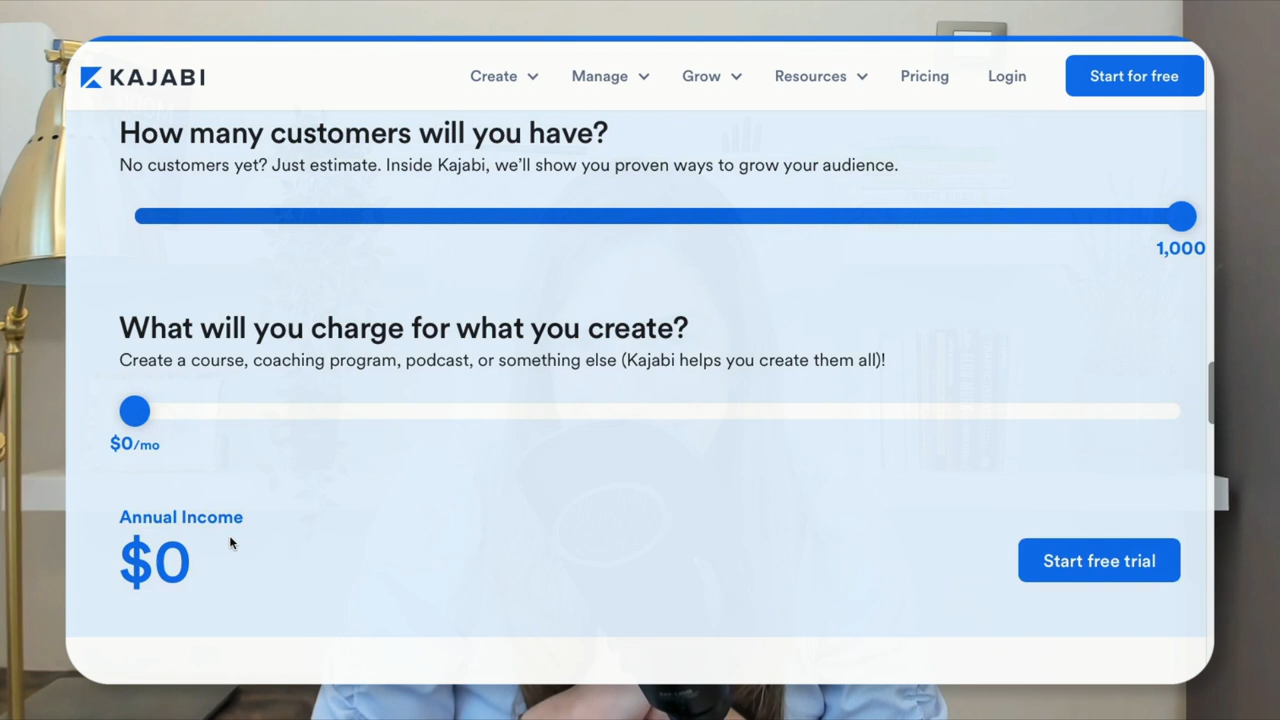 KAJABI
Create Manage Grow Resources Pricing Login Start for free
How many customers will you have?
No customers yet? Just estimate. Inside Kajabi, we’ll show you proven ways to grow your audience.
1,000
What will you charge for what you create?
Create a course, coaching program, podcast, or something else (Kajabi helps you create them all)!
$0/mo
Annual Income
$0
Start free trial